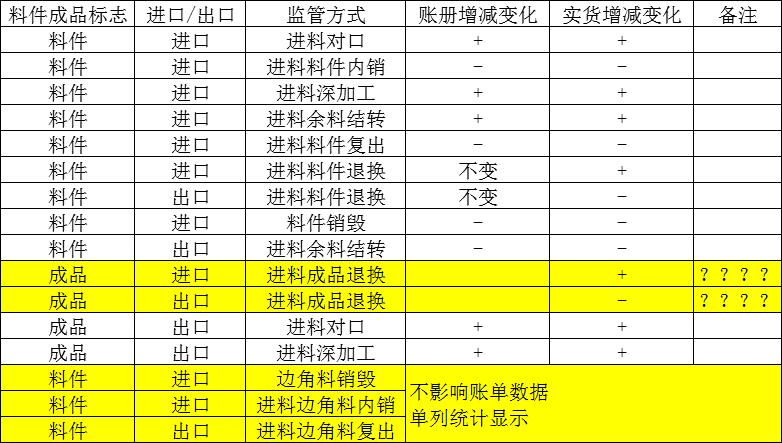 料件成品标志 进口/出口 监管方式 账册增减变化 实货增减变化 备注
料件 进口 进料对口 + +
料件 进口 进料料件内销 - -
料件 进口 进料深加工 + +
料件 进口 进料余料结转 + +
料件 进口 进料料件复出 - -
料件 进口 进料料件退换 不变 +
料件 出口 进料料件退换 不变 -
料件 进口 料件销毁 - -
料件 出口 进料余料结转 - -
成品 进口 进料成品退换 + ????
成品 出口 进料成品退换 - ????
成品 出口 进料对口 + +
成品 出口 进料深加工 + +
料件 进口 边角料销毁
料件 进口 进料边角料内销
料件 出口 进料边角料复出
不影响账单数据
单列统计显示